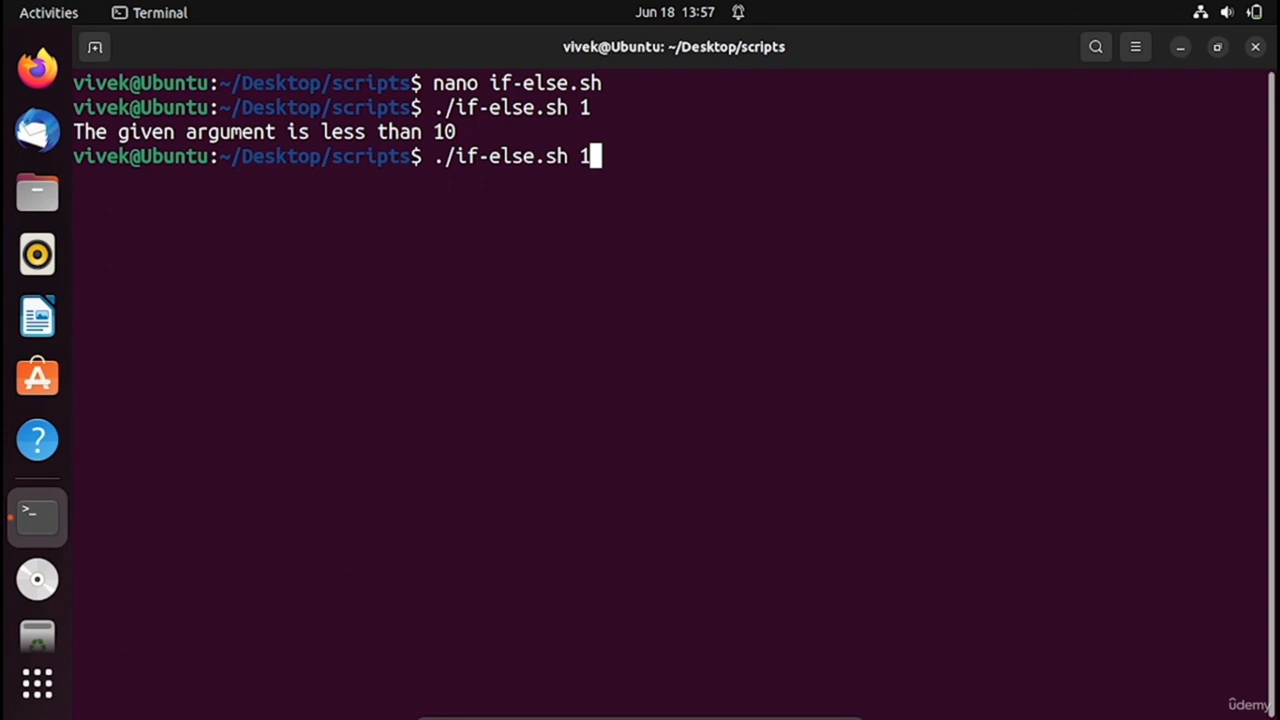 Activities
Terminal
Jun 18 13:57
vivek@Ubuntu: ~/Desktop/scripts
vivek@Ubuntu:~/Desktop/scripts$ nano if-else.sh
vivek@Ubuntu:~/Desktop/scripts$ ./if-else.sh 1
The given argument is less than 10
vivek@Ubuntu:~/Desktop/scripts$ ./if-else.sh 1
>_
?
udemy